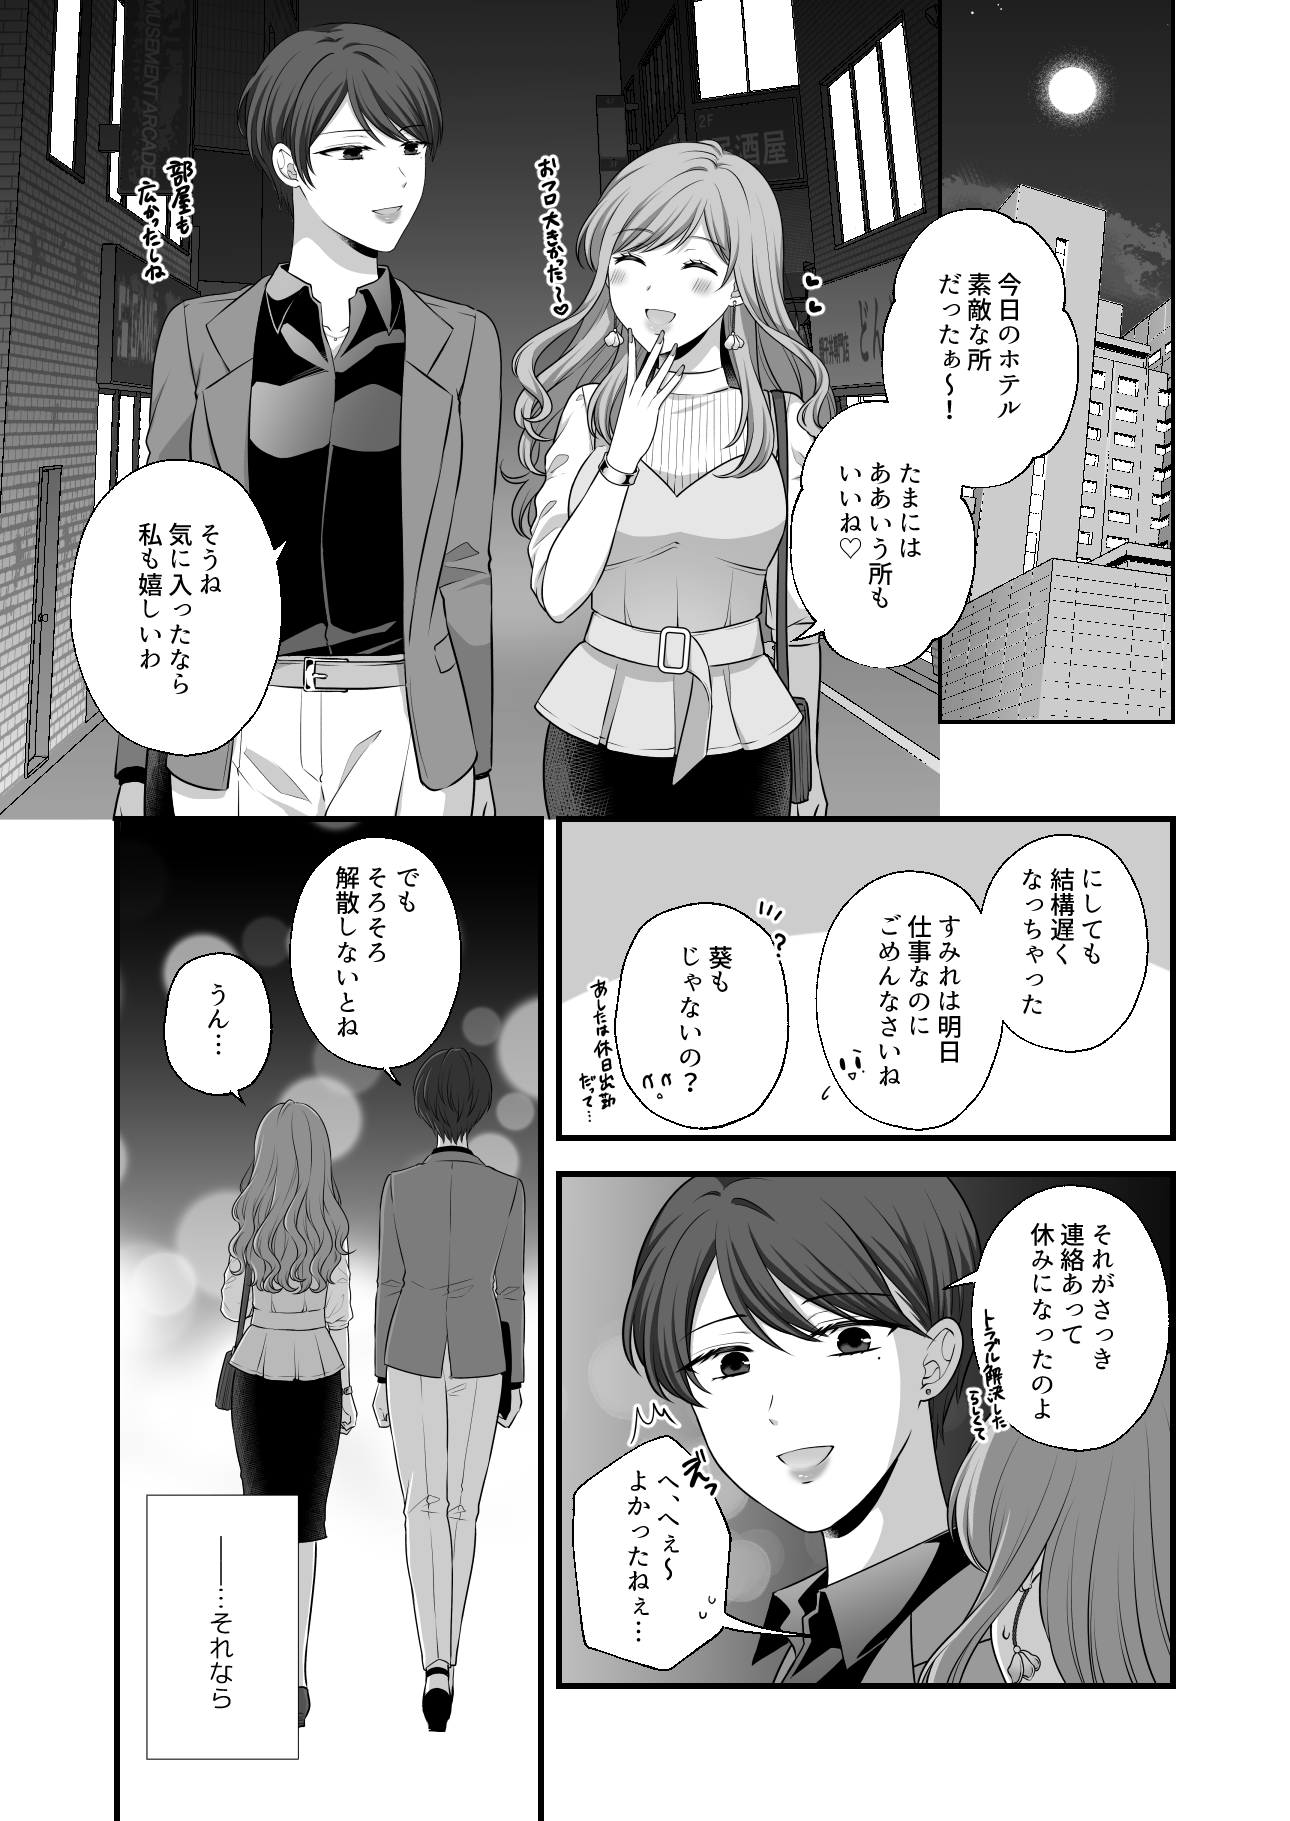 今日のホテル
素敵な所
だったぁ〜！
たまには
ああいう所も
いいね♡
おフロ大きかった〜♡
部屋も
広かったしね
そうね
気に入ったなら
私も嬉しいわ
MUSEMENT ARCADE
2F
居酒屋
どん
にしても
結構遅く
なっちゃった
すみれは明日
仕事なのに
ごめんなさいね
葵も
じゃないの？
?
あしたは休日出勤
だって…
それがさっき
連絡あって
休みになったのよ
トラブル解決した
らしくて
ぎくっ
へ、へぇ〜
よかったねぇ…
でも
そろそろ
解散しないとね
うん…
――…それなら